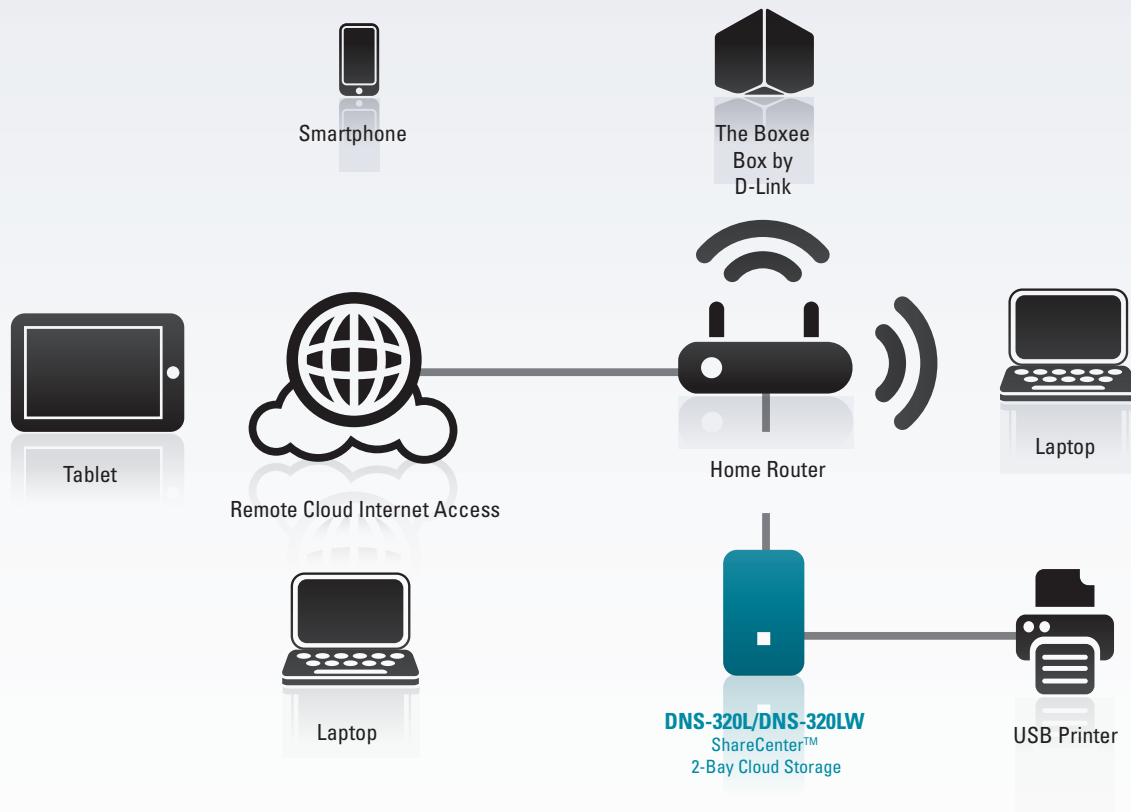 Smartphone
The Boxee
Box by
D-Link
Tablet
Remote Cloud Internet Access
Home Router
Laptop
Laptop
DNS-320L/DNS-320LW
ShareCenter™
2-Bay Cloud Storage
USB Printer